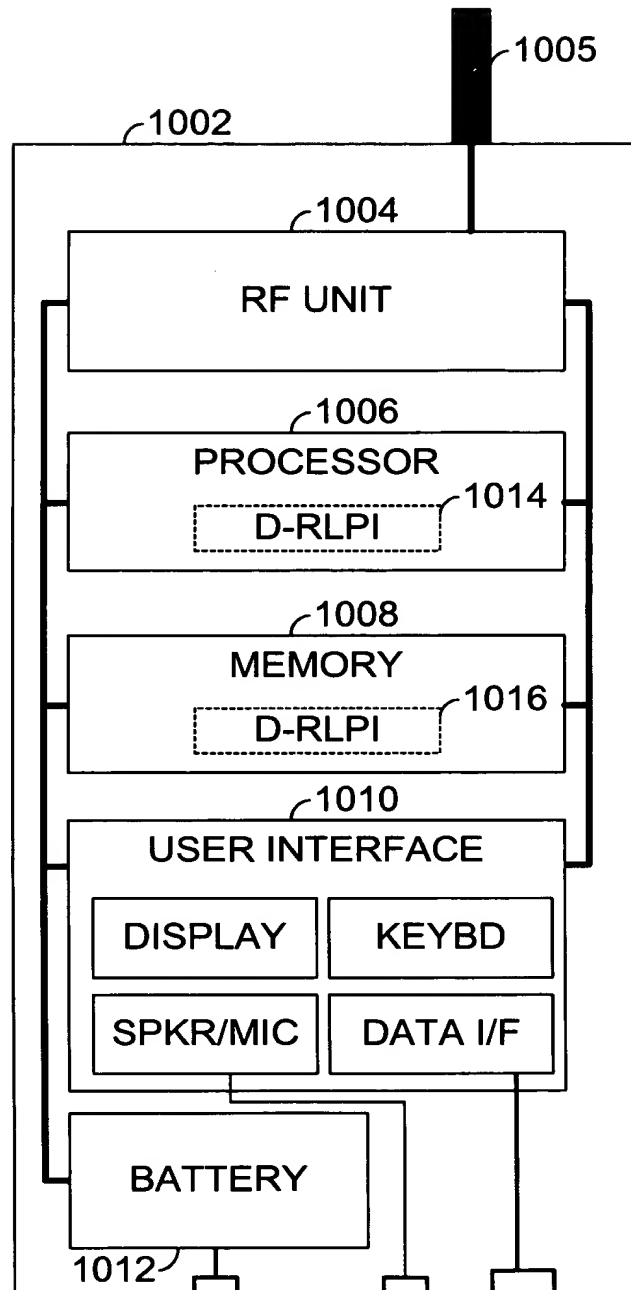 1005
1002
1004
RF UNIT
1006
PROCESSOR
1014
D-RLPI
1008
MEMORY
1016
D-RLPI
1010
USER INTERFACE
DISPLAY KEYBD
SPKR/MIC DATA I/F
BATTERY
1012